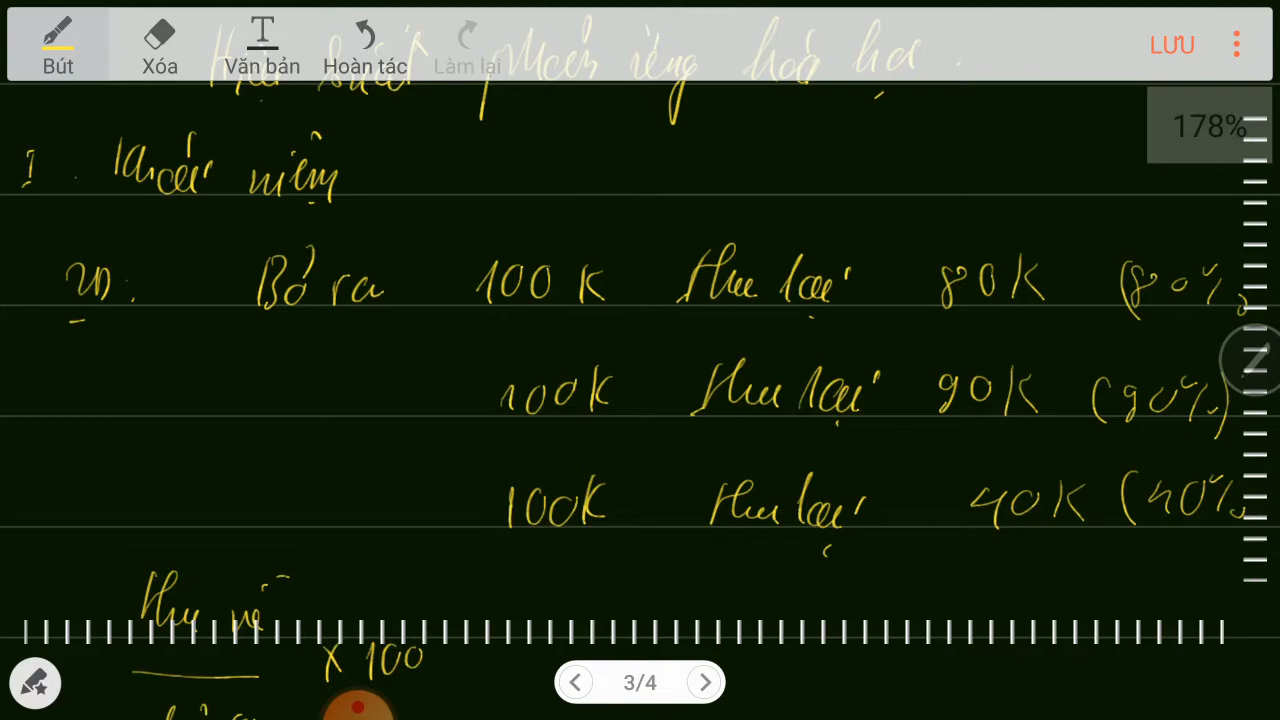 Bút Xóa Văn bản Hoàn tác Làm lại LƯU
Hiệu suất phản ứng hóa học.
178%
I. Khái niệm
VD: Bỏ ra 100K thu lại 80K (80%)
100K thu lại 90K (90%)
100K thu lại 40K (40%
thu về
x 100
3/4